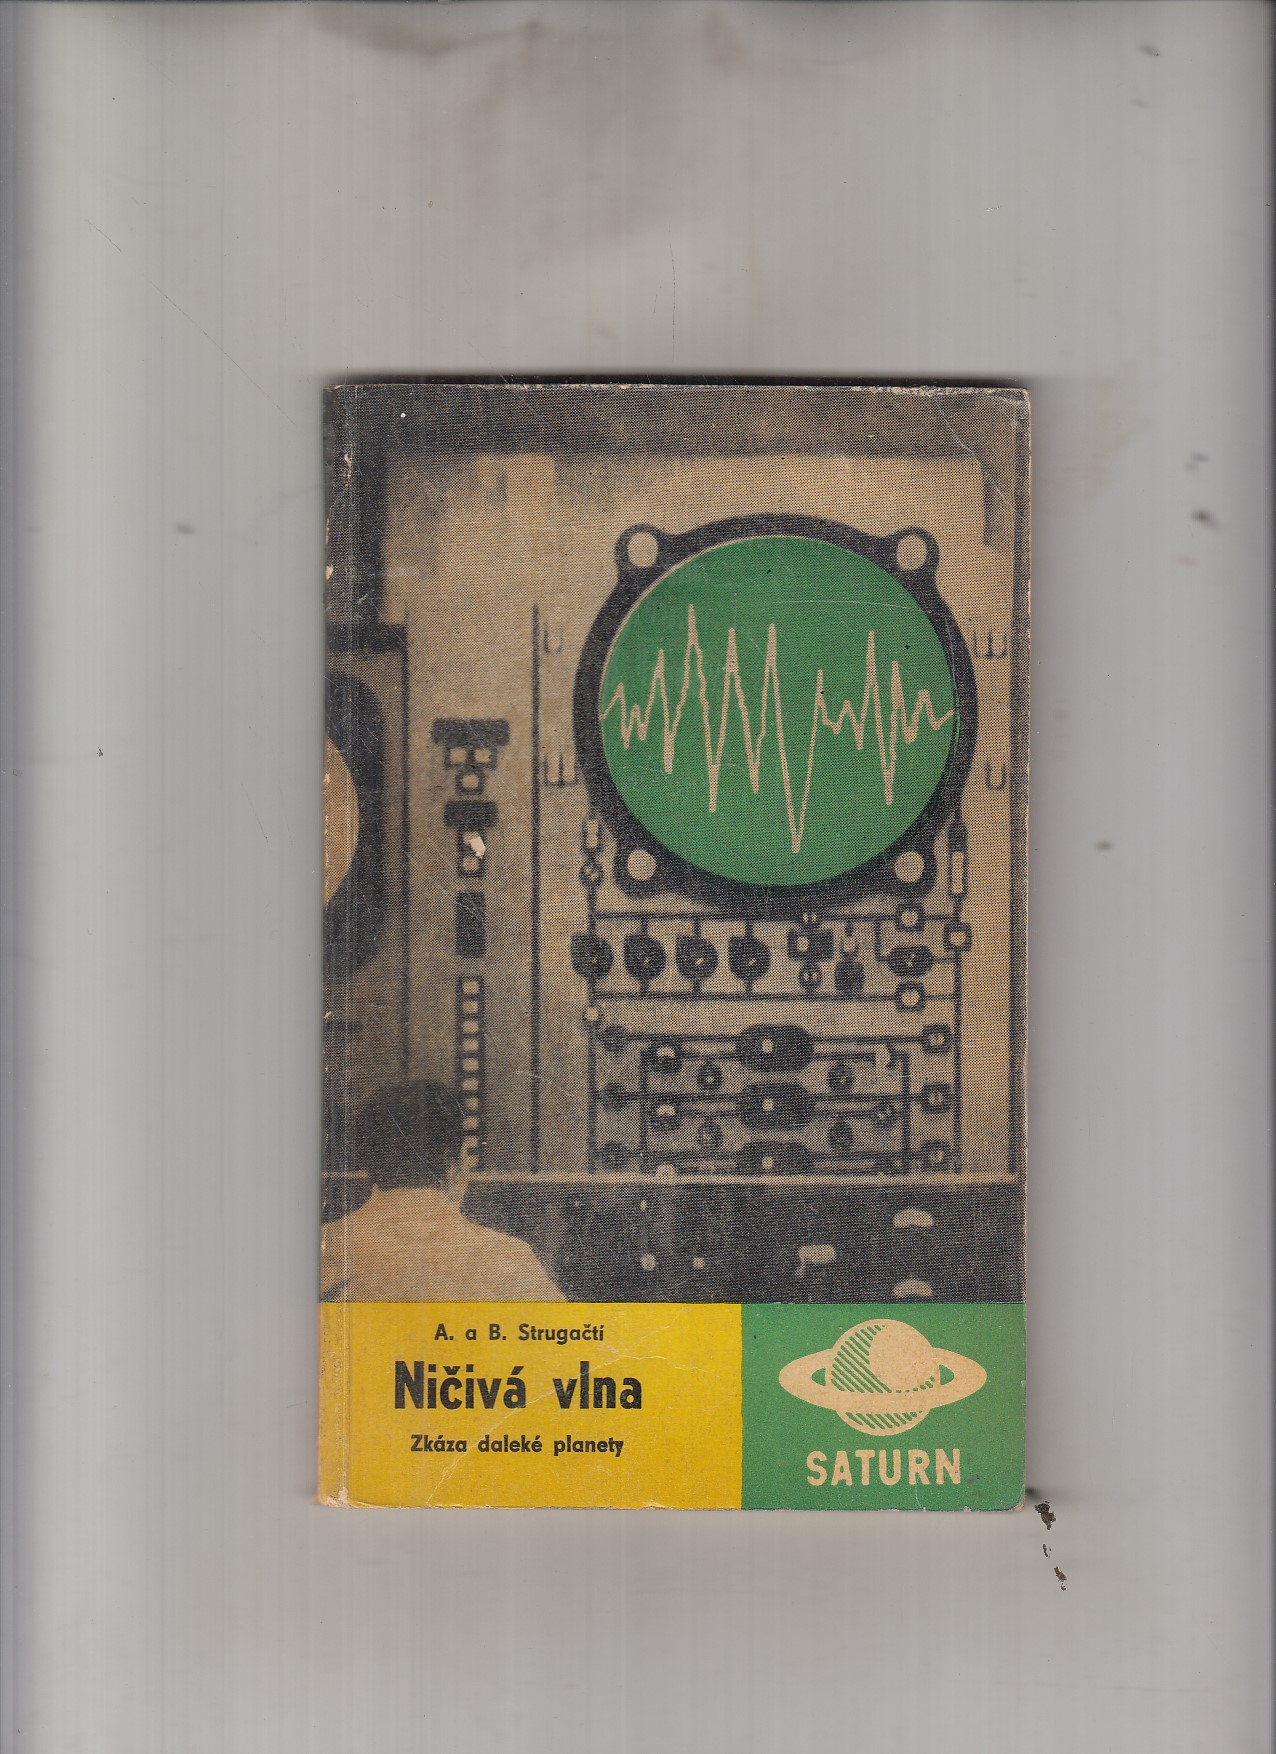 A. a B. Strugačtí
Ničivá vlna
Zkáza daleké planety
SATURN